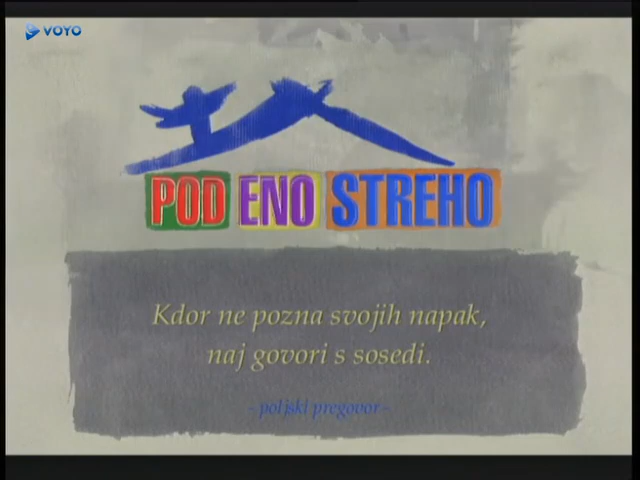 VOYO
POD ENO STREHO
Kdor ne pozna svojih napak,
naj govori s sosedi.
- poljski pregovor -